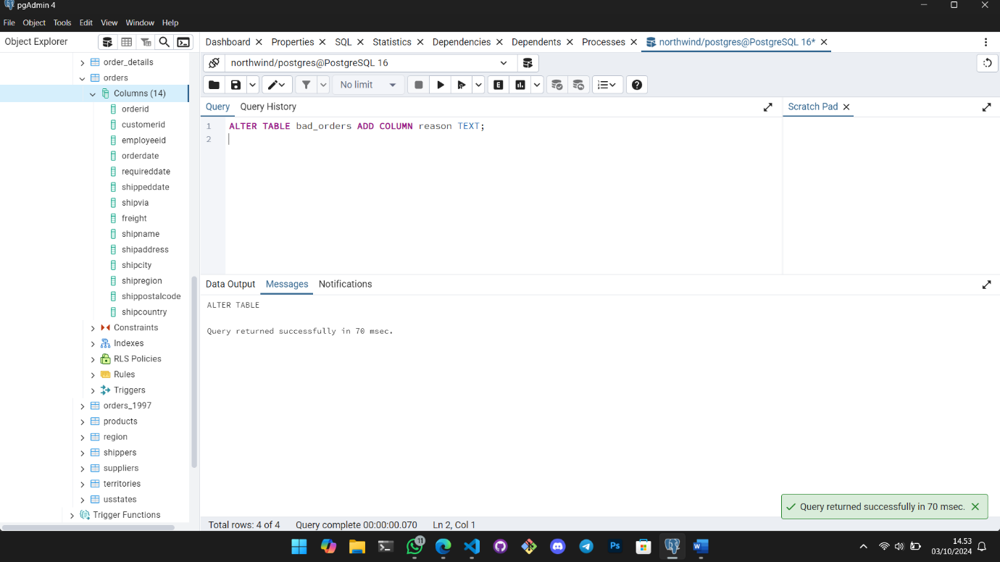 pgAdmin 4
File Object Tools Edit View Window Help
Object Explorer
Dashboard Properties SQL Statistics Dependencies Dependents Processes northwind/postgres@PostgreSQL 16*
order_details
orders
Columns (14)
orderid
customerid
employeeid
orderdate
requireddate
shippeddate
shipvia
freight
shipname
shipaddress
shipcity
shipregion
shippostalcode
shipcountry
Constraints
Indexes
RLS Policies
Rules
Triggers
orders_1997
products
region
shippers
suppliers
territories
usstates
Trigger Functions
northwind/postgres@PostgreSQL 16
No limit
E
Query Query History
Scratch Pad
1 ALTER TABLE bad_orders ADD COLUMN reason TEXT;
2
Data Output Messages Notifications
ALTER TABLE
Query returned successfully in 70 msec.
Query returned successfully in 70 msec.
Total rows: 4 of 4 Query complete 00:00:00.070 Ln 2, Col 1
11
Ps
W
14.53
03/10/2024